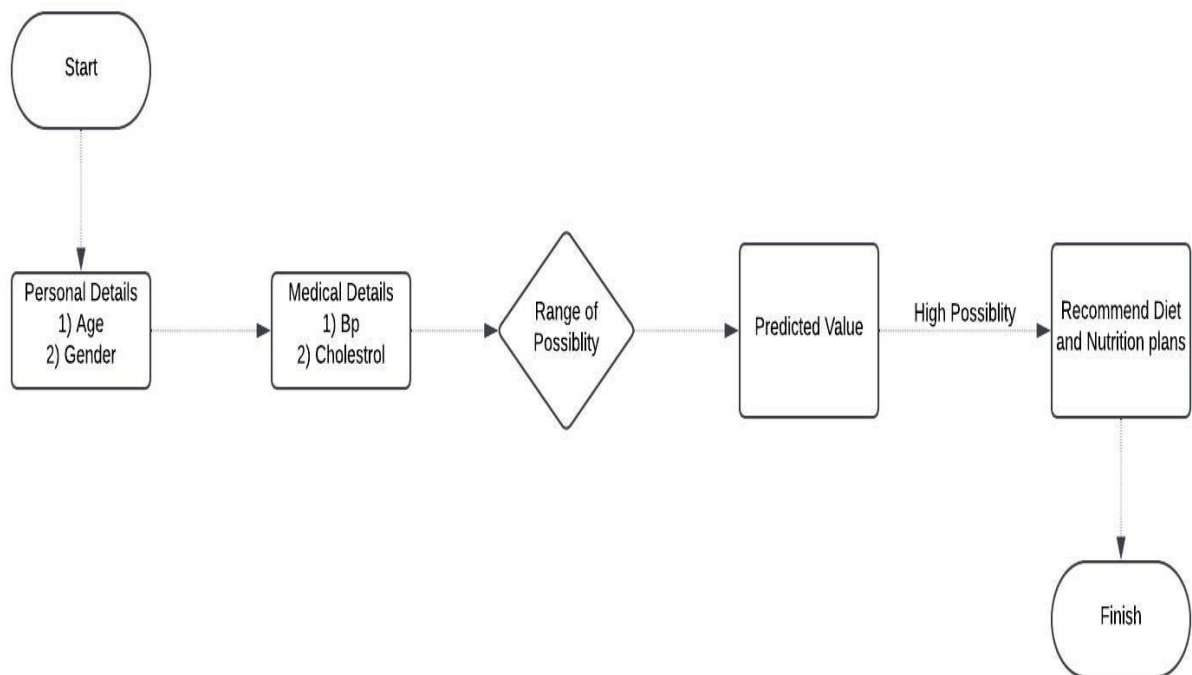 Start
Personal Details
1) Age
2) Gender
Medical Details
1) Bp
2) Cholestrol
Range of
Possiblity
Predicted Value
High Possiblity
Recommend Diet
and Nutrition plans
Finish